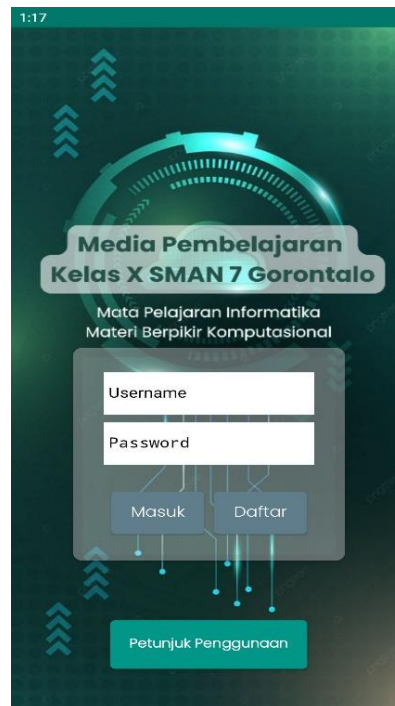 1:17
Media Pembelajaran
Kelas X SMAN 7 Gorontalo
Mata Pelajaran Informatika
Materi Berpikir Komputasional
Username
Password
Masuk Daftar
Petunjuk Penggunaan